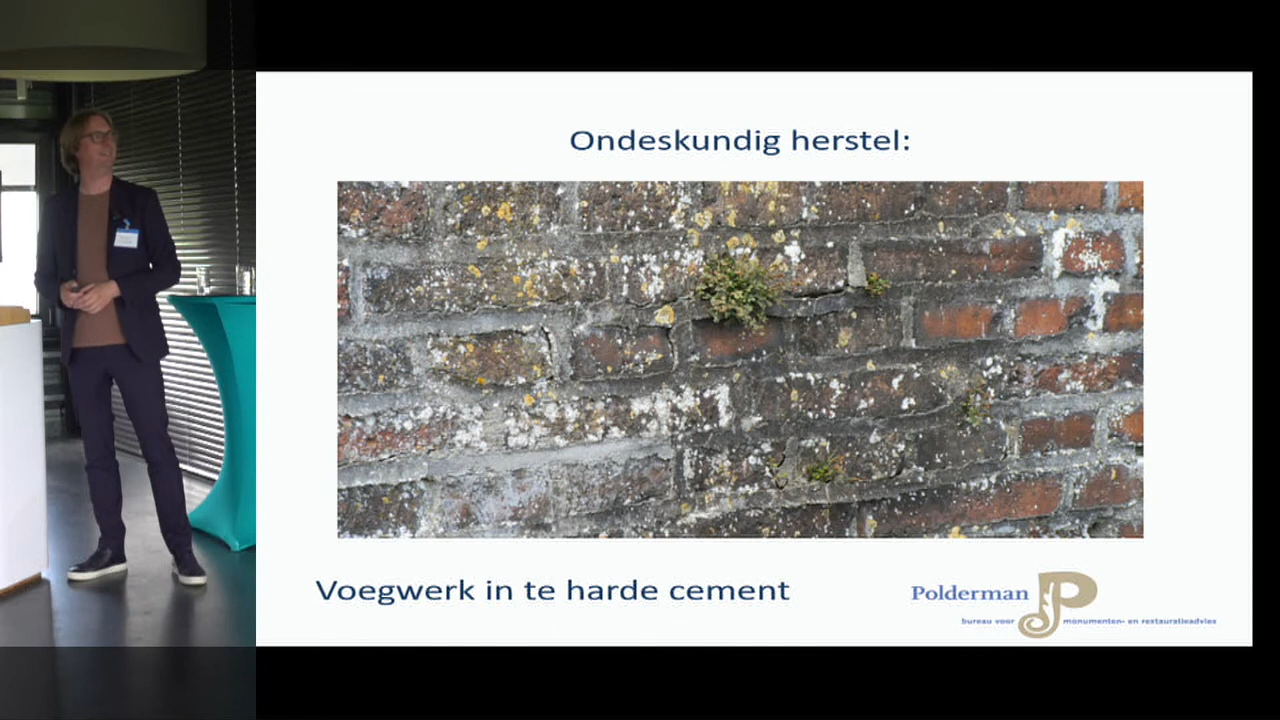 Ondeskundig herstel:
Voegwerk in te harde cement
Polderman
bureau voor monumenten- en restauratieadvies